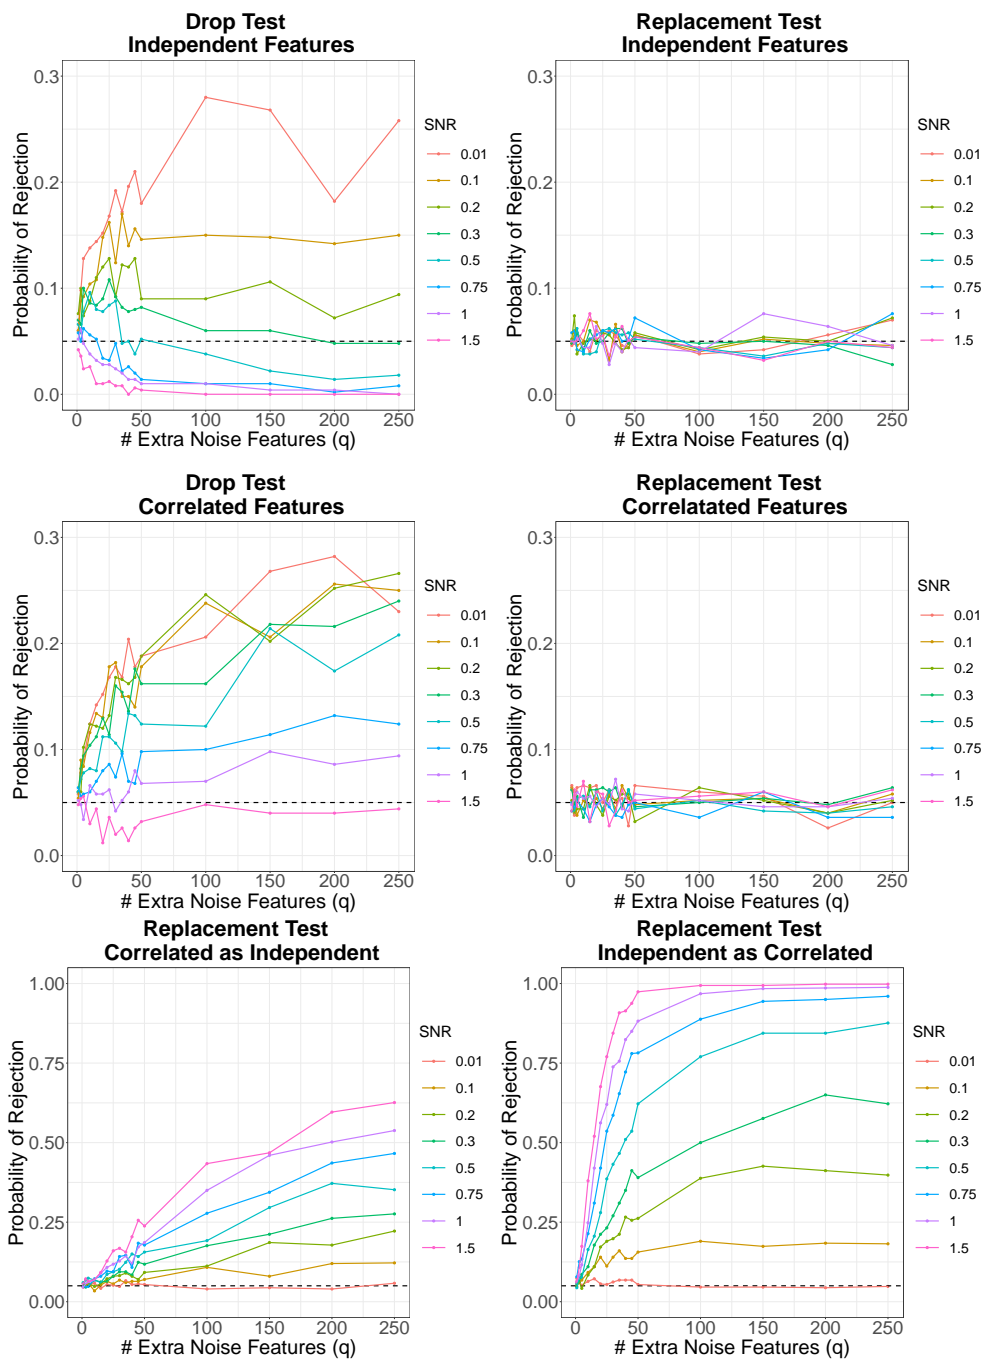 Drop Test
Independent Features
Probability of Rejection
0.3
0.2
0.1
0.0
0 50 100 150 200 250
# Extra Noise Features (q)
SNR
0.01
0.1
0.2
0.3
0.5
0.75
1
1.5
Replacement Test
Independent Features
Probability of Rejection
0.3
0.2
0.1
0.0
0 50 100 150 200 250
# Extra Noise Features (q)
SNR
0.01
0.1
0.2
0.3
0.5
0.75
1
1.5
Drop Test
Correlated Features
Probability of Rejection
0.3
0.2
0.1
0.0
0 50 100 150 200 250
# Extra Noise Features (q)
SNR
0.01
0.1
0.2
0.3
0.5
0.75
1
1.5
Replacement Test
Correlatated Features
Probability of Rejection
0.3
0.2
0.1
0.0
0 50 100 150 200 250
# Extra Noise Features (q)
SNR
0.01
0.1
0.2
0.3
0.5
0.75
1
1.5
Replacement Test
Correlated as Independent
Probability of Rejection
1.00
0.75
0.50
0.25
0.00
0 50 100 150 200 250
# Extra Noise Features (q)
SNR
0.01
0.1
0.2
0.3
0.5
0.75
1
1.5
Replacement Test
Independent as Correlated
Probability of Rejection
1.00
0.75
0.50
0.25
0.00
0 50 100 150 200 250
# Extra Noise Features (q)
SNR
0.01
0.1
0.2
0.3
0.5
0.75
1
1.5